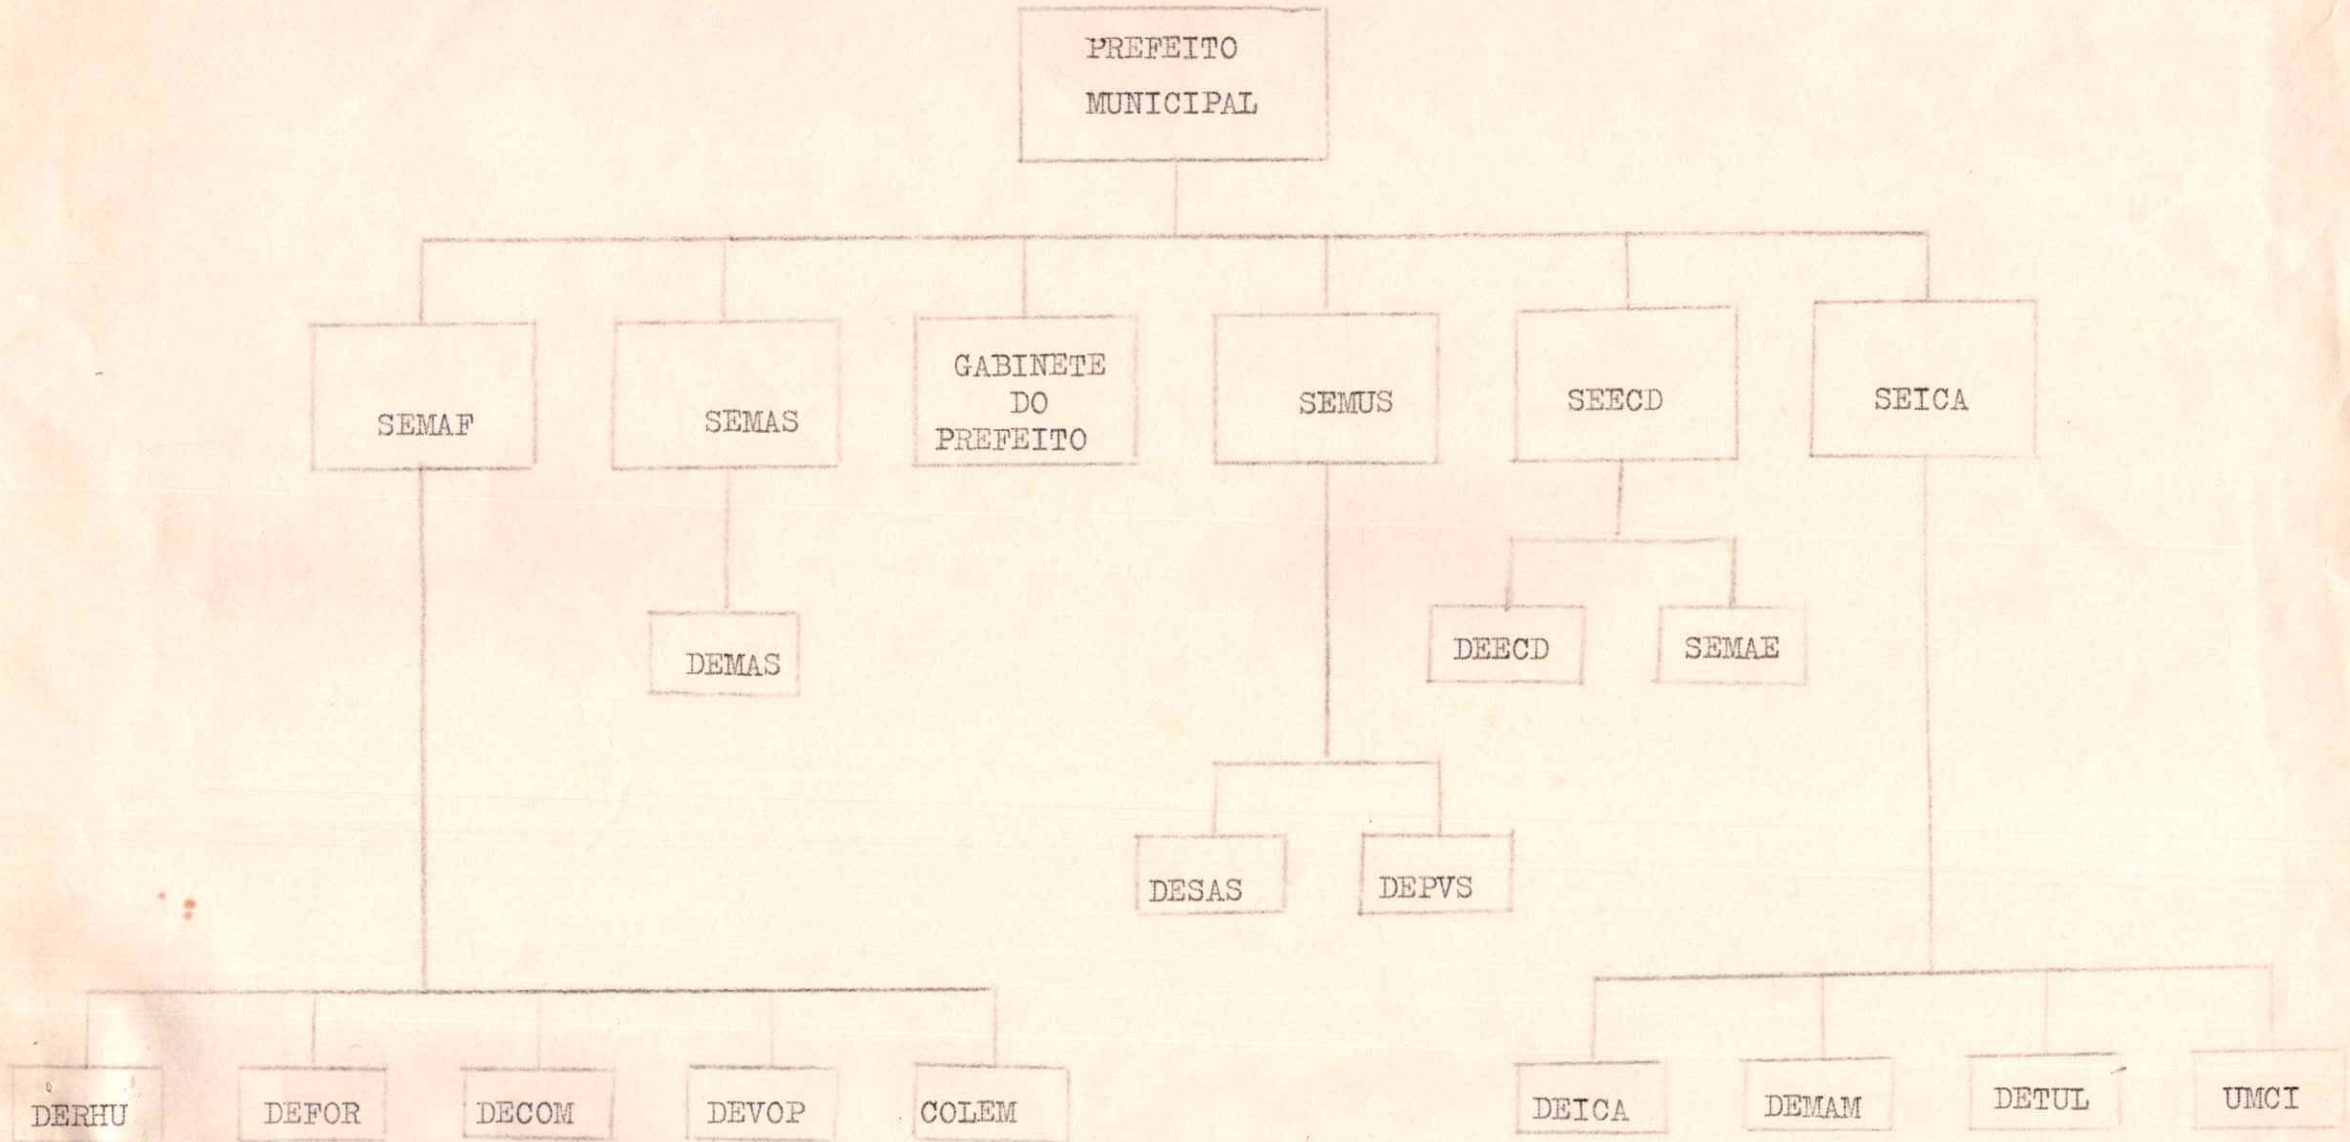 PREFEITO
MUNICIPAL
SEMAF
SEMAS
GABINETE
DO
PREFEITO
SEMUS
SEECD
SEICA
DEMAS
DEECD
SEMAE
DESAS
DEPVS
DERHU
DEFOR
DECOM
DEVOP
COLEM
DEICA
DEMAM
DETUL
UMCI